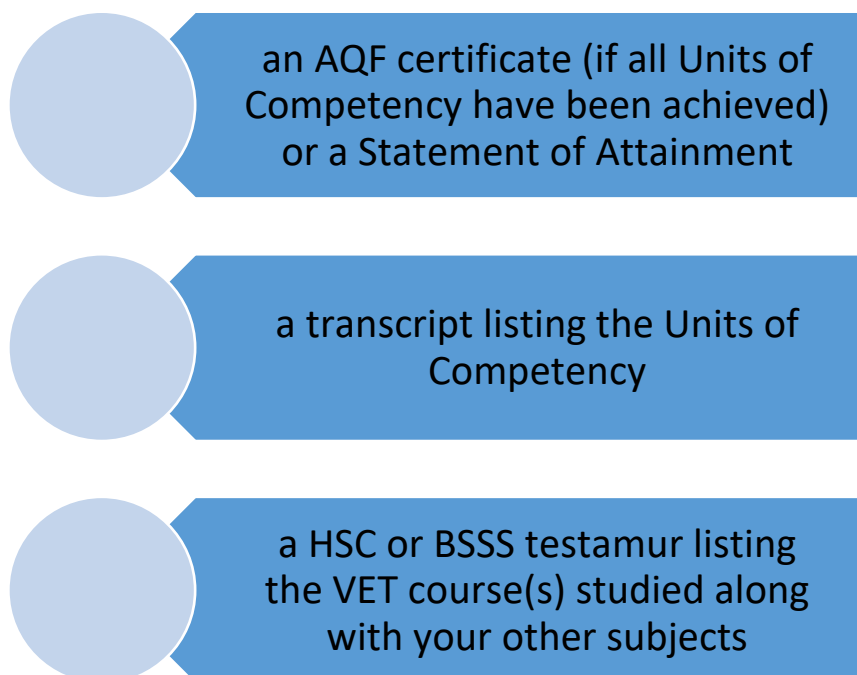 an AQF certificate (if all Units of
Competency have been achieved)
or a Statement of Attainment
a transcript listing the Units of
Competency
a HSC or BSSS testamur listing
the VET course(s) studied along
with your other subjects